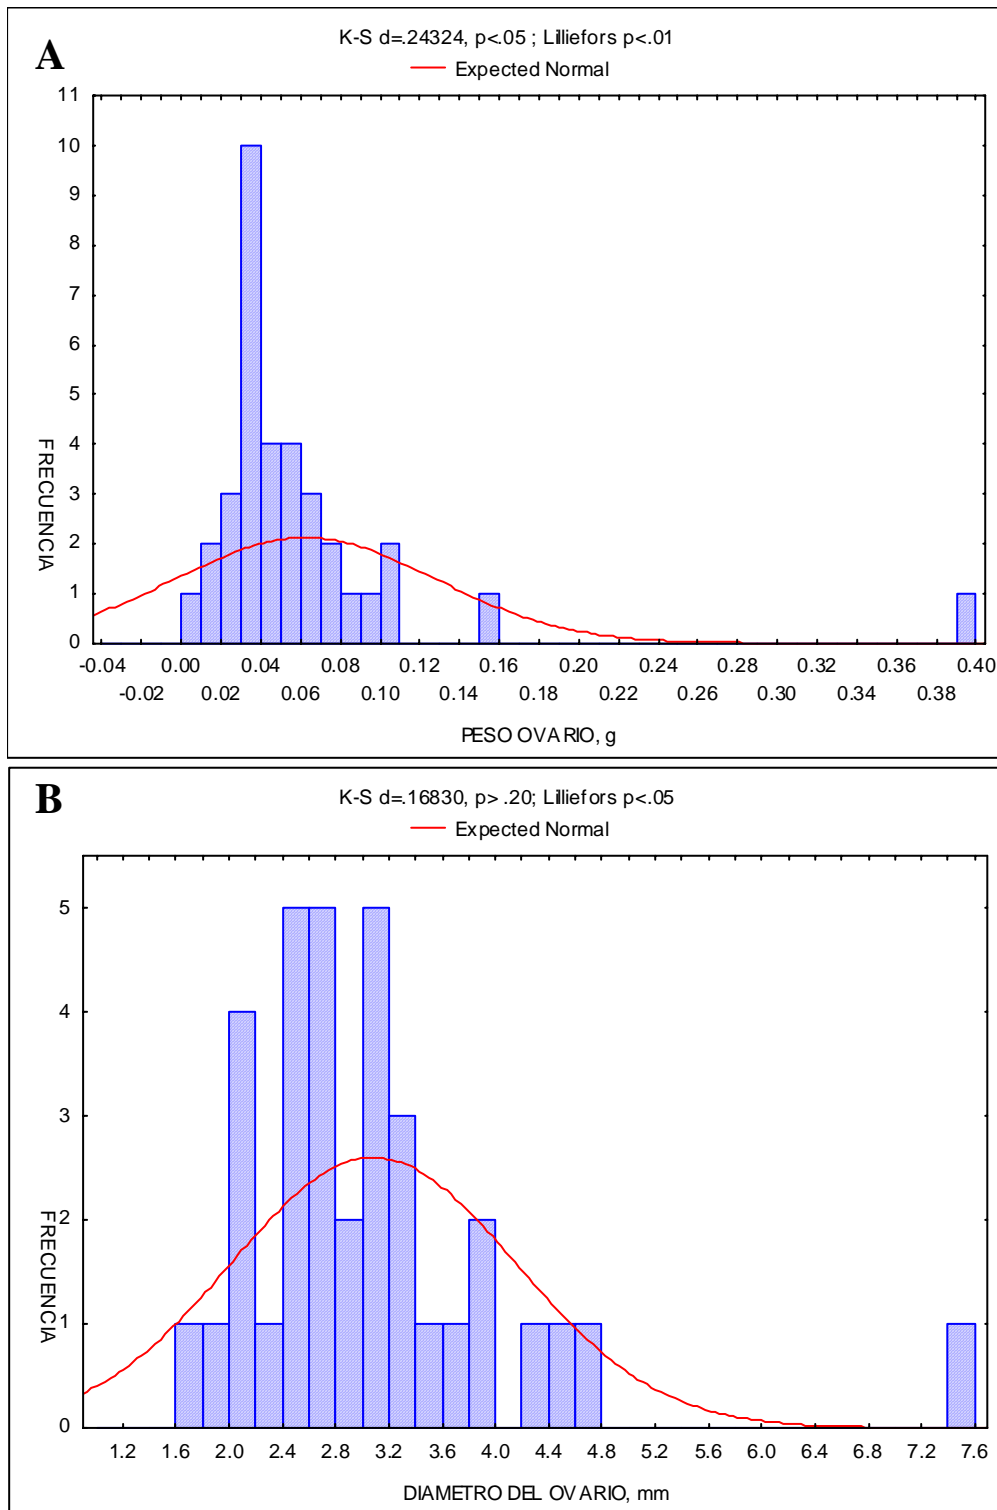 A
K-S d=.24324, p<.05 ; Lilliefors p<.01
Expected Normal
11
10
9
8
7
6
5
4
3
2
1
0
FRECUENCIA
-0.04 0.00 0.04 0.08 0.12 0.16 0.20 0.24 0.28 0.32 0.36 0.40
-0.02 0.02 0.06 0.10 0.14 0.18 0.22 0.26 0.30 0.34 0.38
PESO OVARIO, g
B
K-S d=.16830, p> .20; Lilliefors p<.05
Expected Normal
5
4
3
2
1
0
FRECUENCIA
1.2 1.6 2.0 2.4 2.8 3.2 3.6 4.0 4.4 4.8 5.2 5.6 6.0 6.4 6.8 7.2 7.6
DIAMETRO DEL OVARIO, mm